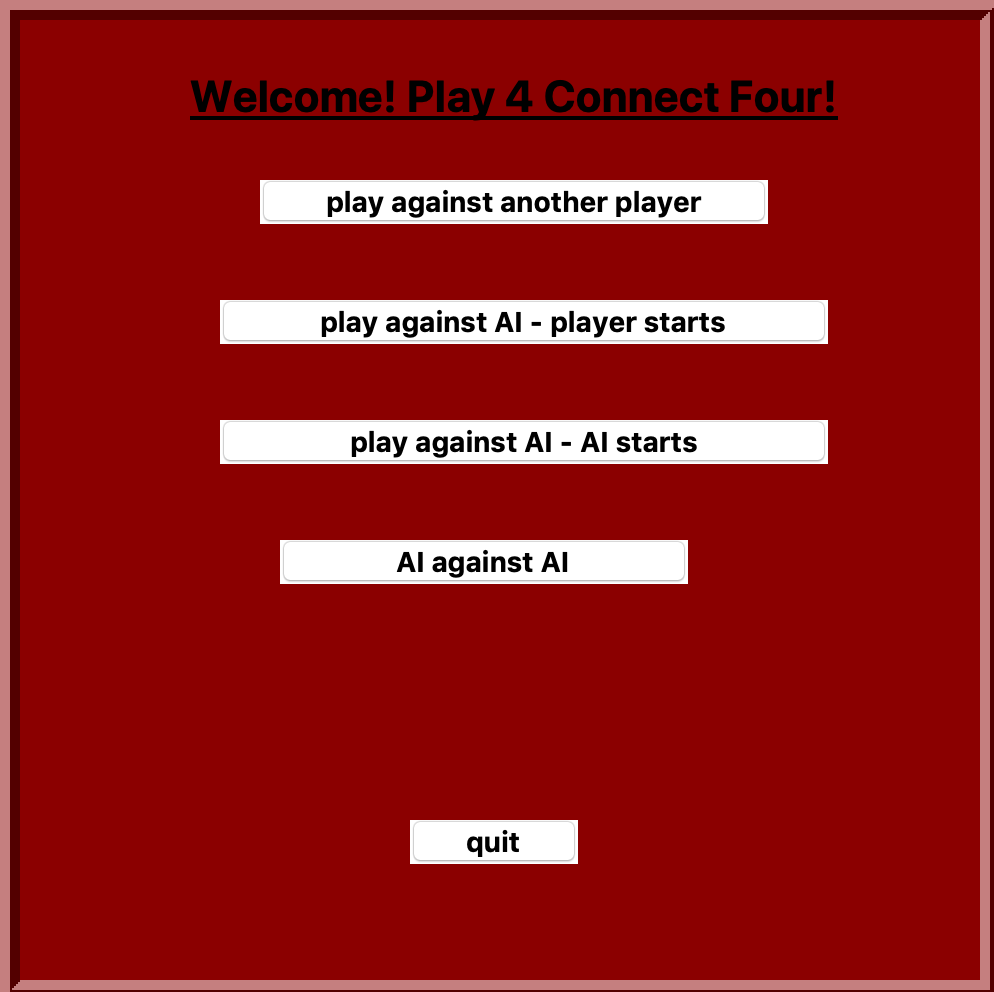 Welcome! Play 4 Connect Four!
play against another player
play against AI - player starts
play against AI - AI starts
AI against AI
quit